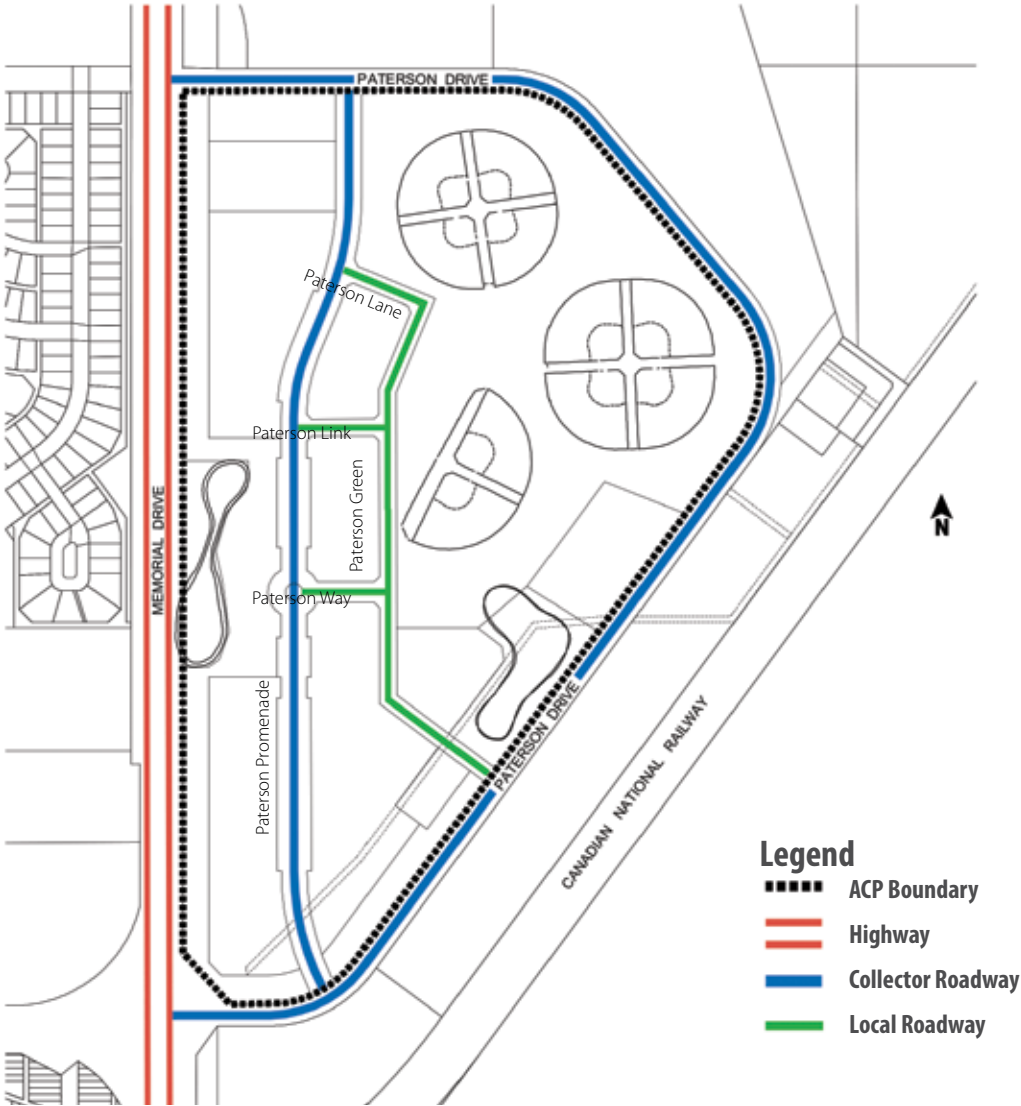 PATERSON DRIVE
Paterson Lane
Paterson Link
Paterson Green
MEMORIAL DRIVE
N
Paterson Way
Paterson Promenade
PATERSON DRIVE
CANADIAN NATIONAL RAILWAY
Legend
ACP Boundary
Highway
Collector Roadway
Local Roadway